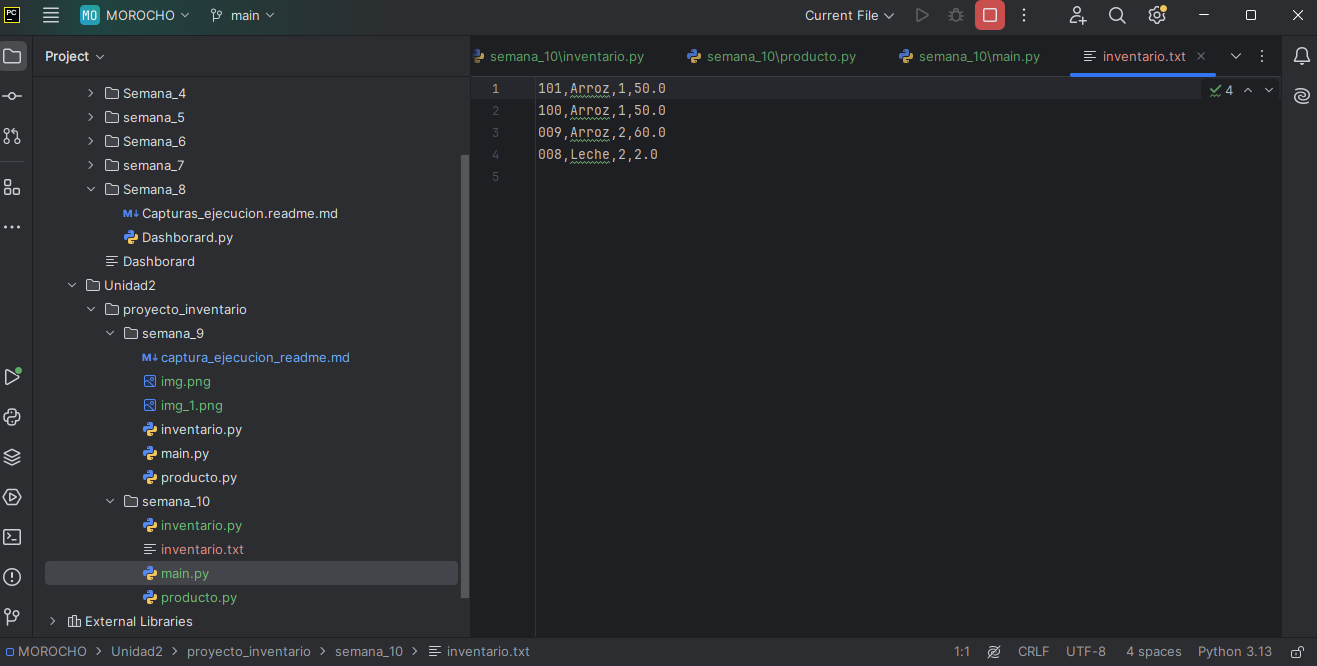 PC MO MOROCHO main Current File
Project
semana_10\inventario.py semana_10\producto.py semana_10\main.py inventario.txt
Semana_4
semana_5
Semana_6
semana_7
Semana_8
M↓ Capturas_ejecucion.readme.md
Dashborard.py
Dashborard
Unidad2
proyecto_inventario
semana_9
M↓ captura_ejecucion_readme.md
img.png
img_1.png
inventario.py
main.py
producto.py
semana_10
inventario.py
inventario.txt
main.py
producto.py
External Libraries
1 101,Arroz,1,50.0 4
2 100,Arroz,1,50.0
3 009,Arroz,2,60.0
4 008,Leche,2,2.0
5
MOROCHO > Unidad2 > proyecto_inventario > semana_10 > inventario.txt 1:1 CRLF UTF-8 4 spaces Python 3.13